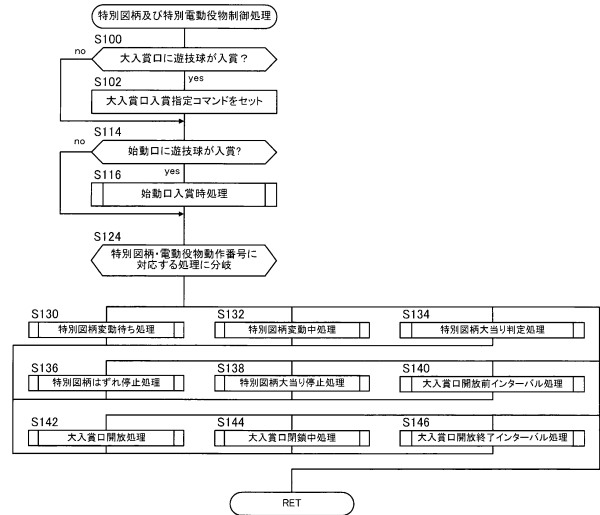 特別図柄及び特別電動役物制御処理
S100
no
大入賞口に遊技球が入賞?
yes
S102
大入賞口入賞指定コマンドをセット
S114
no
始動口に遊技球が入賞?
yes
S116
始動口入賞時処理
S124
特別図柄・電動役物動作番号に
対応する処理に分岐
S130
S132
S134
特別図柄変動待ち処理
特別図柄変動中処理
特別図柄大当り判定処理
S136
S138
S140
特別図柄はずれ停止処理
特別図柄大当り停止処理
大入賞口開放前インターバル処理
S142
S144
S146
大入賞口開放処理
大入賞口閉鎖中処理
大入賞口開放終了インターバル処理
RET